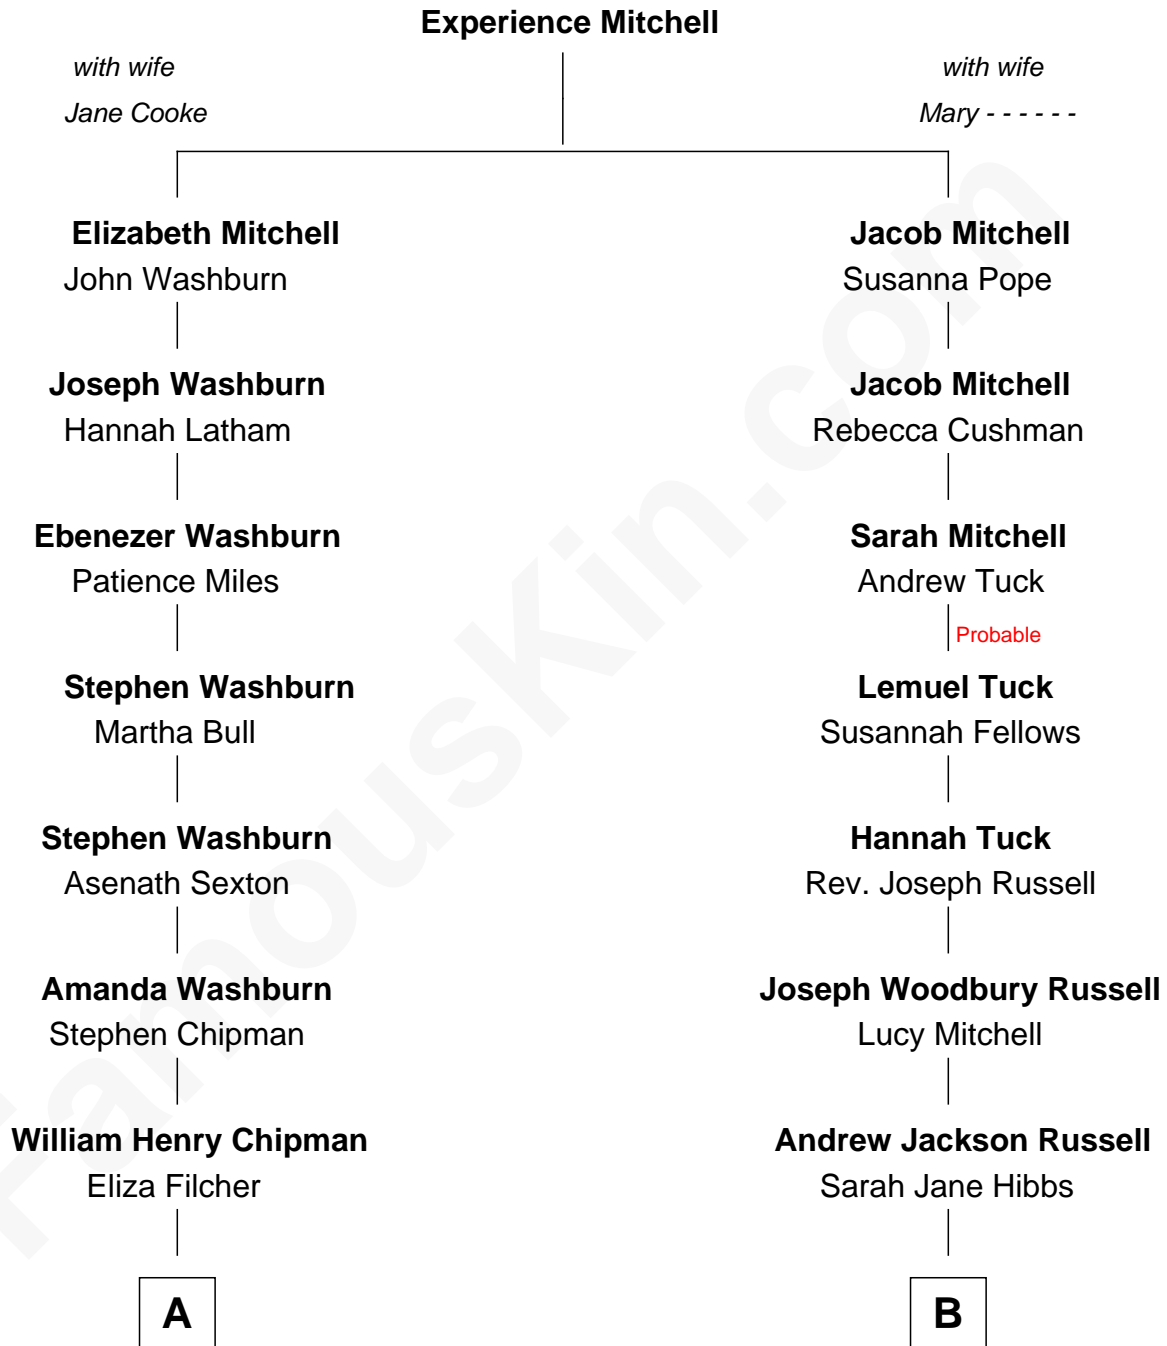 Experience Mitchell
with wife
Jane Cooke
with wife
Mary - - - - - -
Elizabeth Mitchell
John Washburn
Jacob Mitchell
Susanna Pope
Joseph Washburn
Hannah Latham
Jacob Mitchell
Rebecca Cushman
Ebenezer Washburn
Patience Miles
Sarah Mitchell
Andrew Tuck
Probable
Stephen Washburn
Martha Bull
Lemuel Tuck
Susannah Fellows
Stephen Washburn
Asenath Sexton
Hannah Tuck
Rev. Joseph Russell
Amanda Washburn
Stephen Chipman
Joseph Woodbury Russell
Lucy Mitchell
William Henry Chipman
Eliza Filcher
Andrew Jackson Russell
Sarah Jane Hibbs
A
B
FamousKin.com